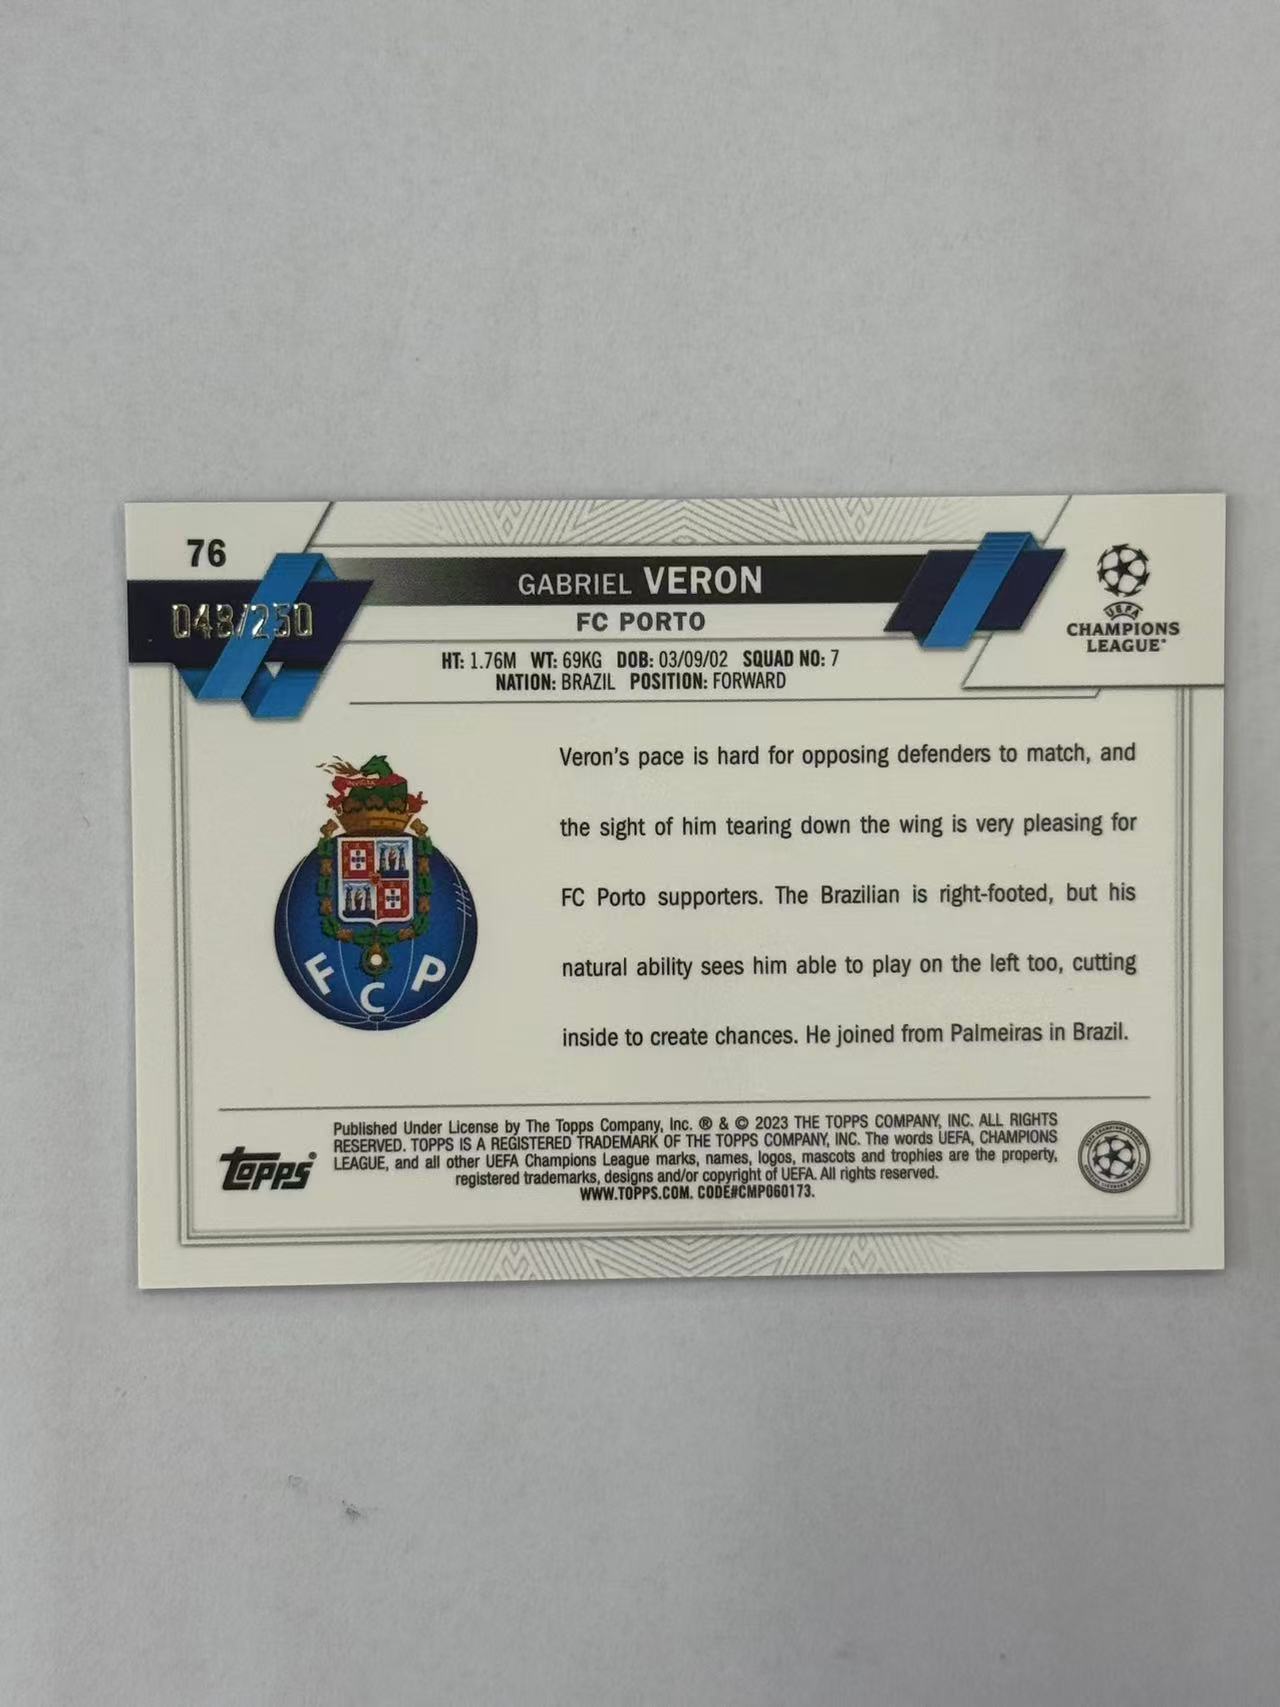 76
048/250
GABRIEL VERON
FC PORTO
HT: 1.76M WT: 69KG DOB: 03/09/02 SQUAD NO: 7
NATION: BRAZIL POSITION: FORWARD
UEFA
CHAMPIONS
LEAGUE®
Veron's pace is hard for opposing defenders to match, and
the sight of him tearing down the wing is very pleasing for
FC Porto supporters. The Brazilian is right-footed, but his
natural ability sees him able to play on the left too, cutting
inside to create chances. He joined from Palmeiras in Brazil.
F C P
Published Under License by The Topps Company, Inc. ® & © 2023 THE TOPPS COMPANY, INC. ALL RIGHTS
RESERVED. TOPPS IS A REGISTERED TRADEMARK OF THE TOPPS COMPANY, INC. The words UEFA, CHAMPIONS
LEAGUE, and all other UEFA Champions League marks, names, logos, mascots and trophies are the property,
registered trademarks, designs and/or copyright of UEFA. All rights reserved.
WWW.TOPPS.COM. CODE#CMP060173.
topps®